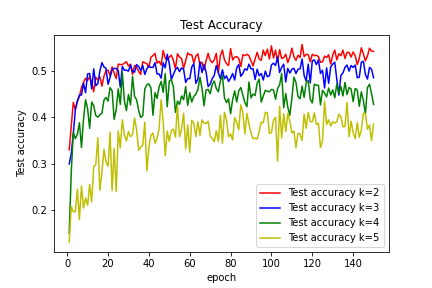 Test Accuracy
Test accuracy
0.5
0.4
0.3
0.2
Test accuracy k=2
Test accuracy k=3
Test accuracy k=4
Test accuracy k=5
0 20 40 60 80 100 120 140
epoch